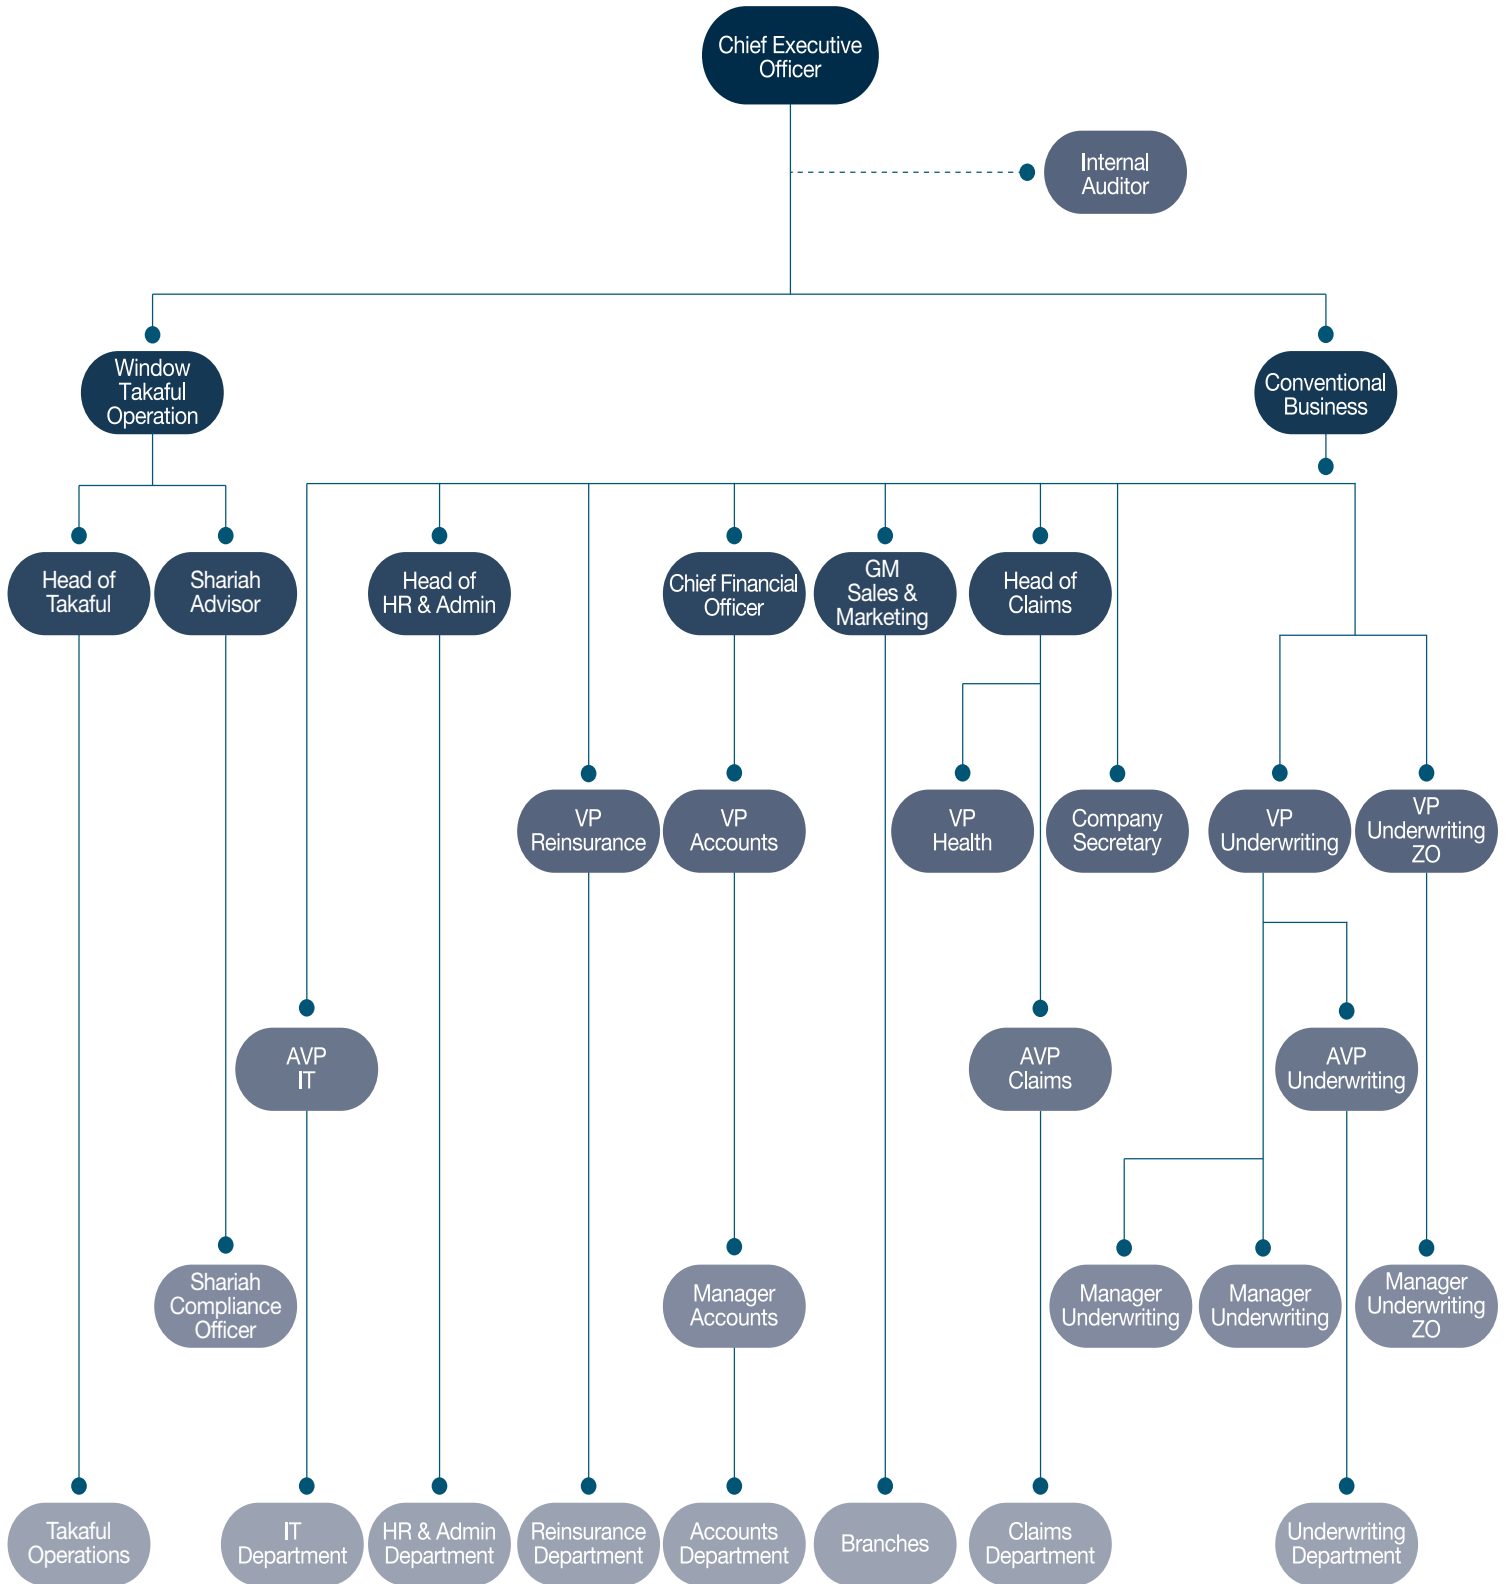 Chief Executive
Officer
Internal
Auditor
Window
Takaful
Operation
Conventional
Business
Head of
Takaful
Shariah
Advisor
Head of
HR & Admin
Chief Financial
Officer
GM
Sales &
Marketing
Head of
Claims
VP
Reinsurance
VP
Accounts
VP
Health
Company
Secretary
VP
Underwriting
VP
Underwriting
ZO
AVP
IT
AVP
Claims
AVP
Underwriting
Shariah
Compliance
Officer
Manager
Accounts
Manager
Underwriting
Manager
Underwriting
Manager
Underwriting
ZO
Takaful
Operations
IT
Department
HR & Admin
Department
Reinsurance
Department
Accounts
Department
Branches
Claims
Department
Underwriting
Department